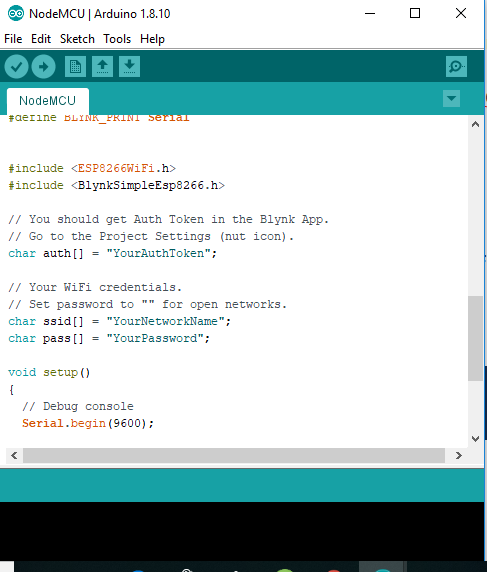 NodeMCU | Arduino 1.8.10
File Edit Sketch Tools Help
NodeMCU
#define BLYNK_PRINT Serial
#include <ESP8266WiFi.h>
#include <BlynkSimpleEsp8266.h>
// You should get Auth Token in the Blynk App.
// Go to the Project Settings (nut icon).
char auth[] = "YourAuthToken";
// Your WiFi credentials.
// Set password to "" for open networks.
char ssid[] = "YourNetworkName";
char pass[] = "YourPassword";
void setup()
{
// Debug console
Serial.begin(9600);